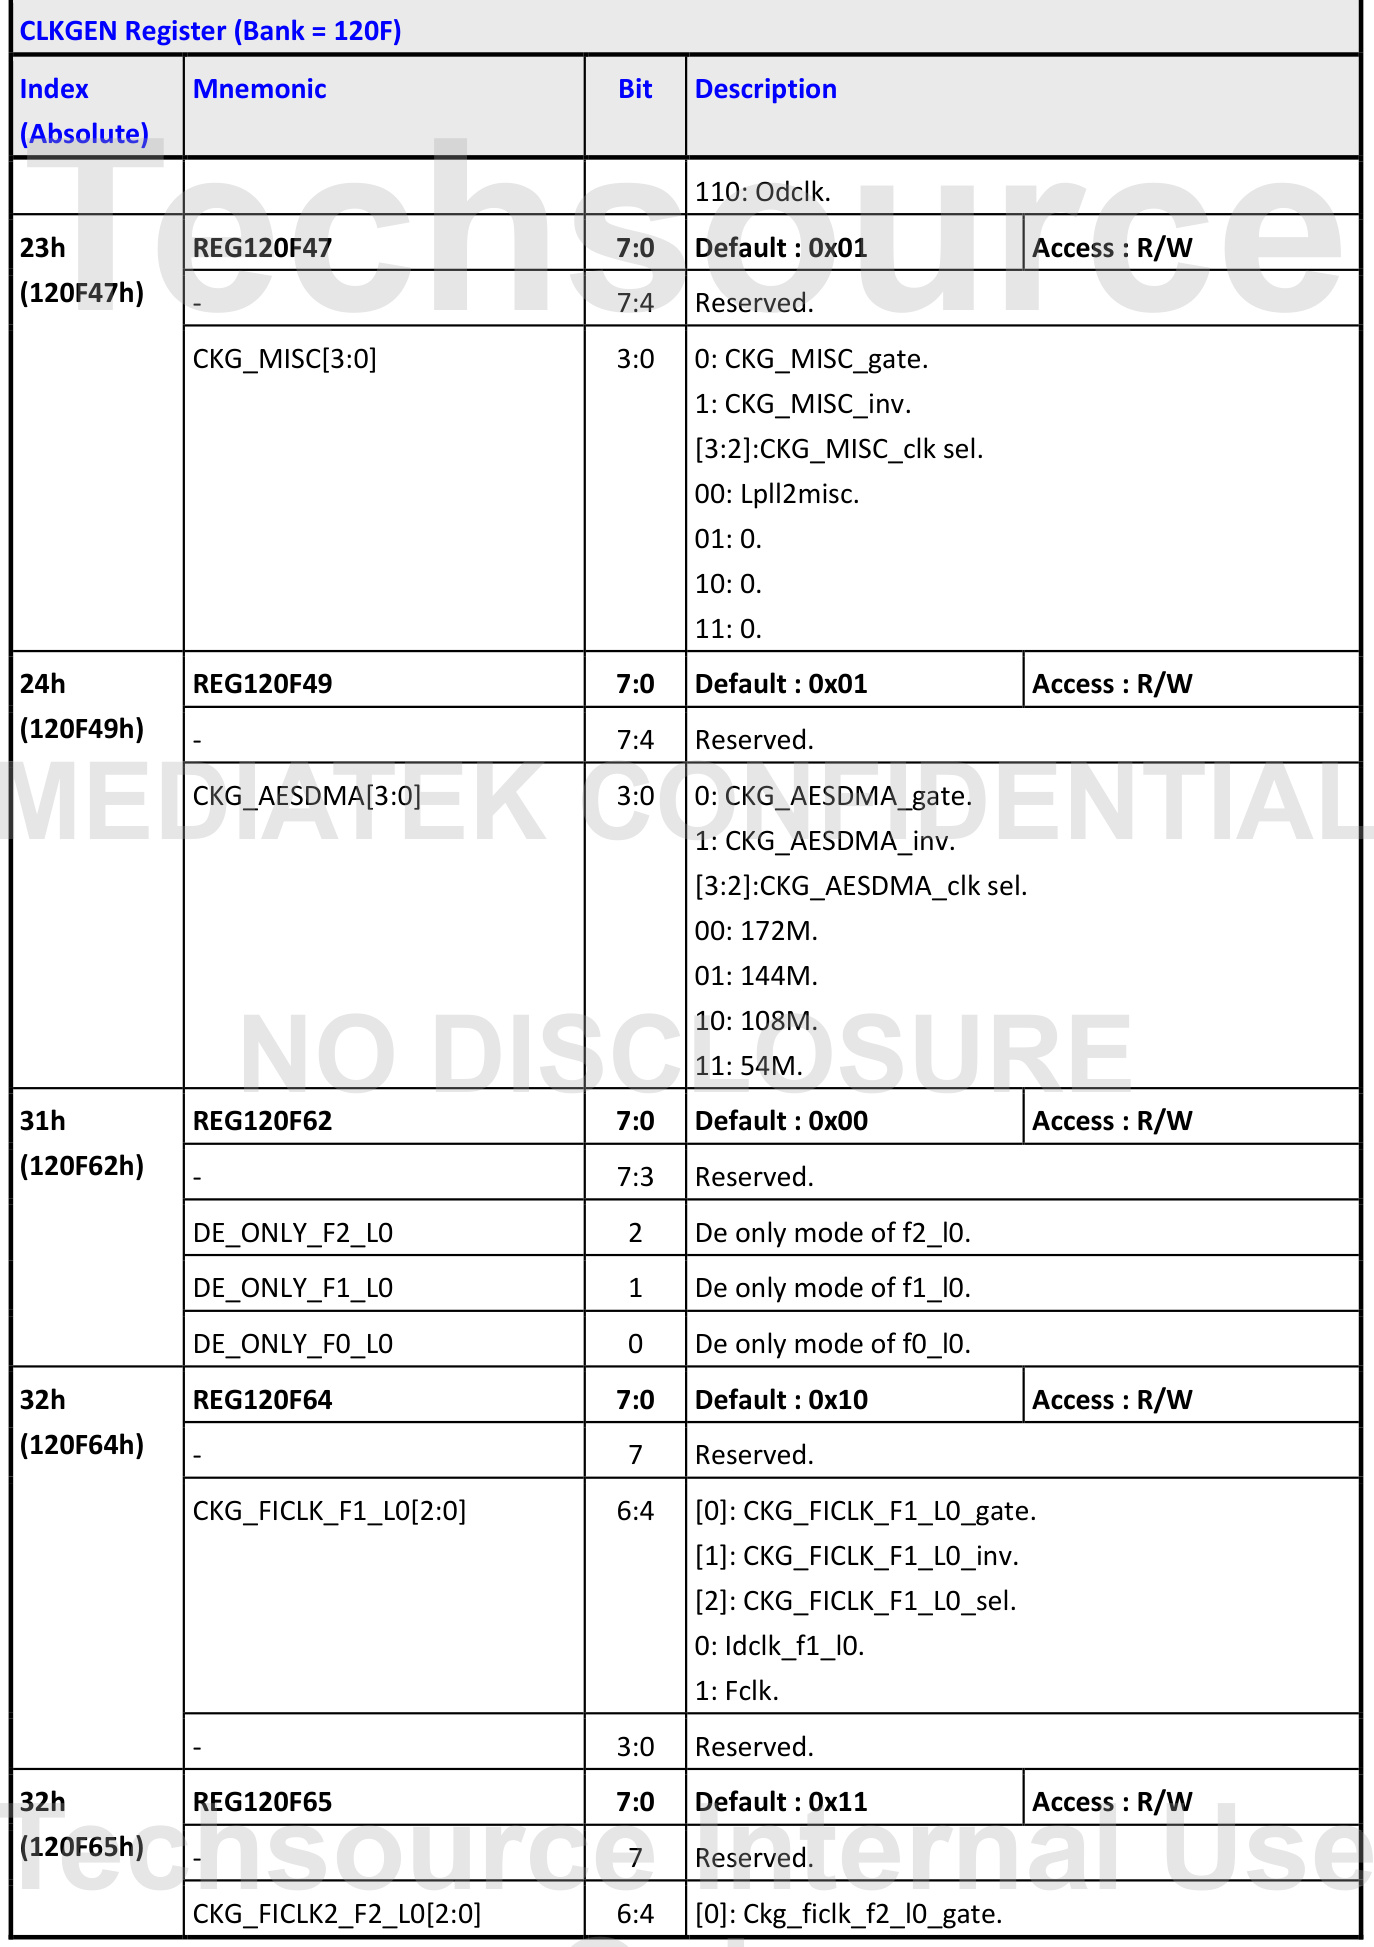 CLKGEN Register (Bank = 120F)
Index
(Absolute)
Mnemonic
Bit
Description
110: Odclk.
23h
(120F47h)
REG120F47
7:0
Default : 0x01
Access : R/W
-
7:4
Reserved.
CKG_MISC[3:0]
3:0
0: CKG_MISC_gate.
1: CKG_MISC_inv.
[3:2]:CKG_MISC_clk sel.
00: Lpll2misc.
01: 0.
10: 0.
11: 0.
24h
(120F49h)
REG120F49
7:0
Default : 0x01
Access : R/W
-
7:4
Reserved.
CKG_AESDMA[3:0]
3:0
0: CKG_AESDMA_gate.
1: CKG_AESDMA_inv.
[3:2]:CKG_AESDMA_clk sel.
00: 172M.
01: 144M.
10: 108M.
11: 54M.
31h
(120F62h)
REG120F62
7:0
Default : 0x00
Access : R/W
-
7:3
Reserved.
DE_ONLY_F2_L0
2
De only mode of f2_l0.
DE_ONLY_F1_L0
1
De only mode of f1_l0.
DE_ONLY_F0_L0
0
De only mode of f0_l0.
32h
(120F64h)
REG120F64
7:0
Default : 0x10
Access : R/W
-
7
Reserved.
CKG_FICLK_F1_L0[2:0]
6:4
[0]: CKG_FICLK_F1_L0_gate.
[1]: CKG_FICLK_F1_L0_inv.
[2]: CKG_FICLK_F1_L0_sel.
0: Idclk_f1_l0.
1: Fclk.
-
3:0
Reserved.
32h
(120F65h)
REG120F65
7:0
Default : 0x11
Access : R/W
-
7
Reserved.
CKG_FICLK2_F2_L0[2:0]
6:4
[0]: Ckg_ficlk_f2_l0_gate.
Techsource
MEDIATEK CONFIDENTIAL
NO DISCLOSURE
Techsource Internal Use